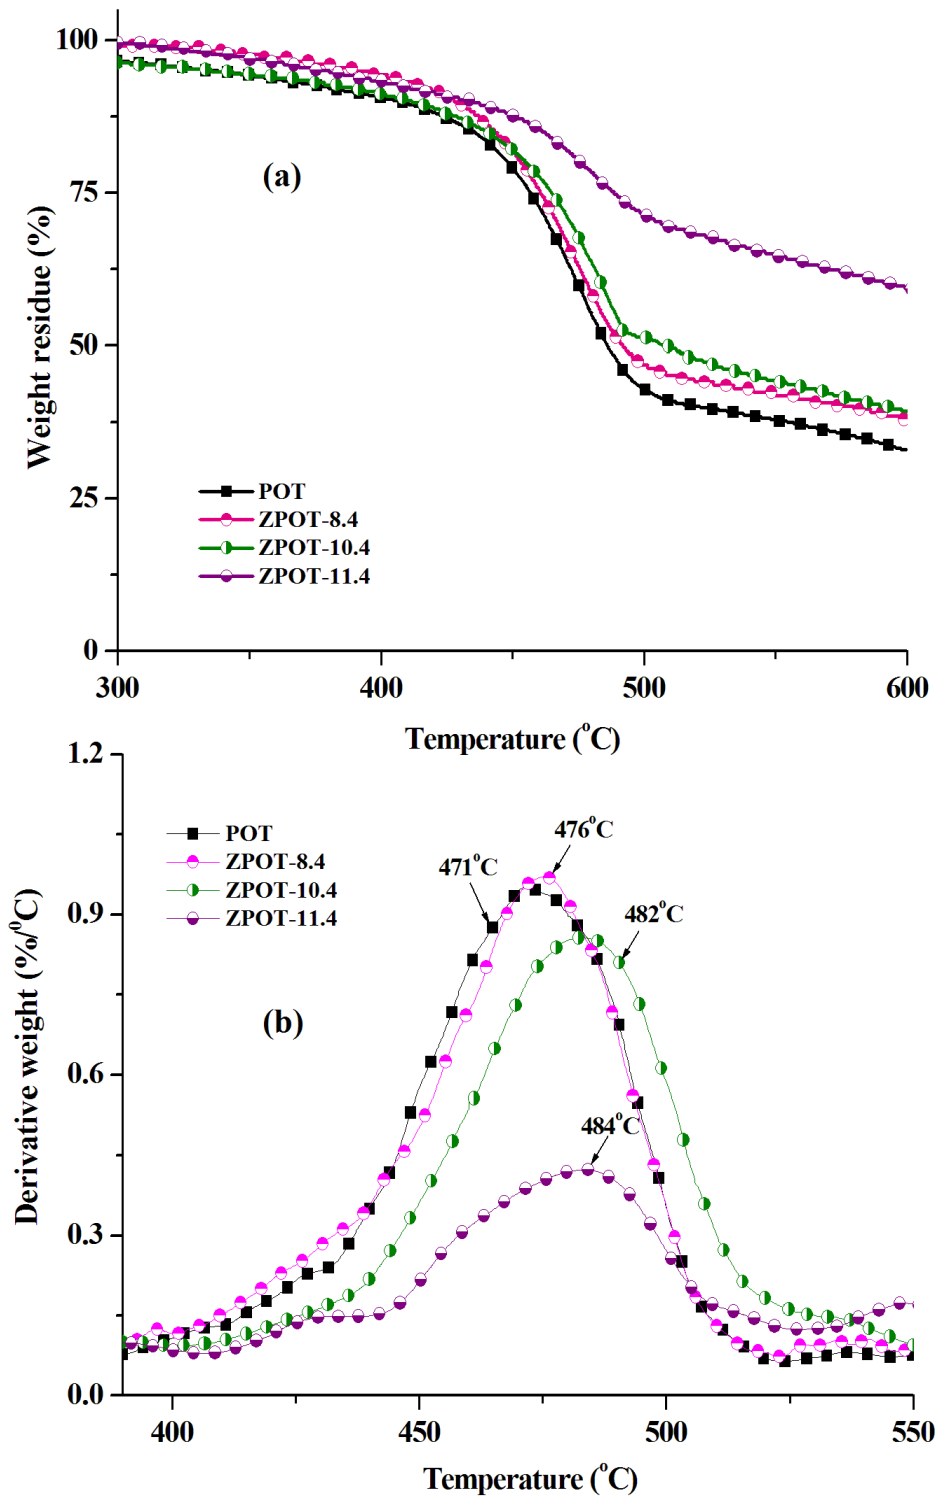 100
75
50
25
0
Weight residue (%)
(a)
POT
ZPOT-8.4
ZPOT-10.4
ZPOT-11.4
300
400
500
600
Temperature (°C)
1.2
0.9
0.6
0.3
0.0
Derivative weight (%/°C)
POT
ZPOT-8.4
ZPOT-10.4
ZPOT-11.4
471°C
476°C
482°C
(b)
484°C
400
450
500
550
Temperature (°C)